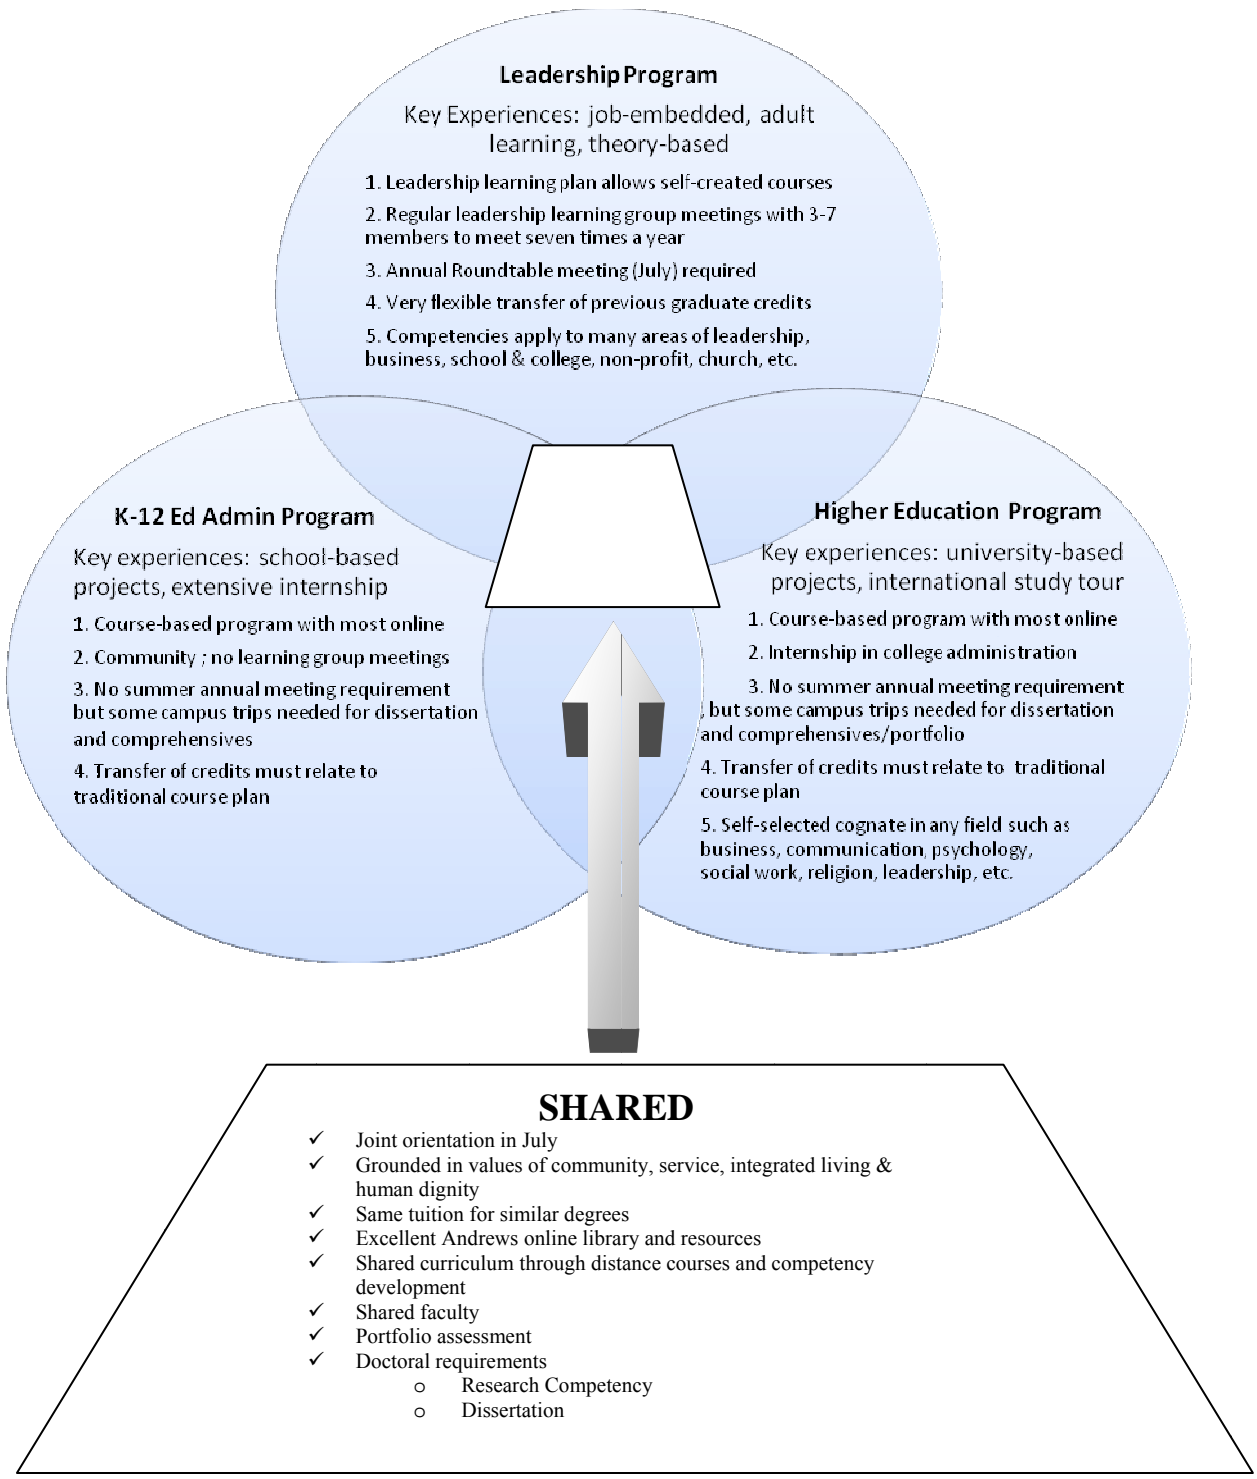 Leadership Program
Key Experiences: job-embedded, adult
learning, theory-based
1. Leadership learning plan allows self-created courses
2. Regular leadership learning group meetings with 3-7
members to meet seven times a year
3. Annual Roundtable meeting (July) required
4. Very flexible transfer of previous graduate credits
5. Competencies apply to many areas of leadership,
business, school & college, non-profit, church, etc.
K-12 Ed Admin Program
Key experiences: school-based
projects, extensive internship
1. Course-based program with most online
2. Community ; no learning group meetings
3. No summer annual meeting requirement
but some campus trips needed for dissertation
and comprehensives
4. Transfer of credits must relate to
traditional course plan
Higher Education Program
Key experiences: university-based
projects, international study tour
1. Course-based program with most online
2. Internship in college administration
3. No summer annual meeting requirement
, but some campus trips needed for dissertation
and comprehensives/portfolio
4. Transfer of credits must relate to traditional
course plan
5. Self-selected cognate in any field such as
business, communication, psychology,
social work, religion, leadership, etc.
SHARED
✓ Joint orientation in July
✓ Grounded in values of community, service, integrated living &
human dignity
✓ Same tuition for similar degrees
✓ Excellent Andrews online library and resources
✓ Shared curriculum through distance courses and competency
development
✓ Shared faculty
✓ Portfolio assessment
✓ Doctoral requirements
o Research Competency
o Dissertation